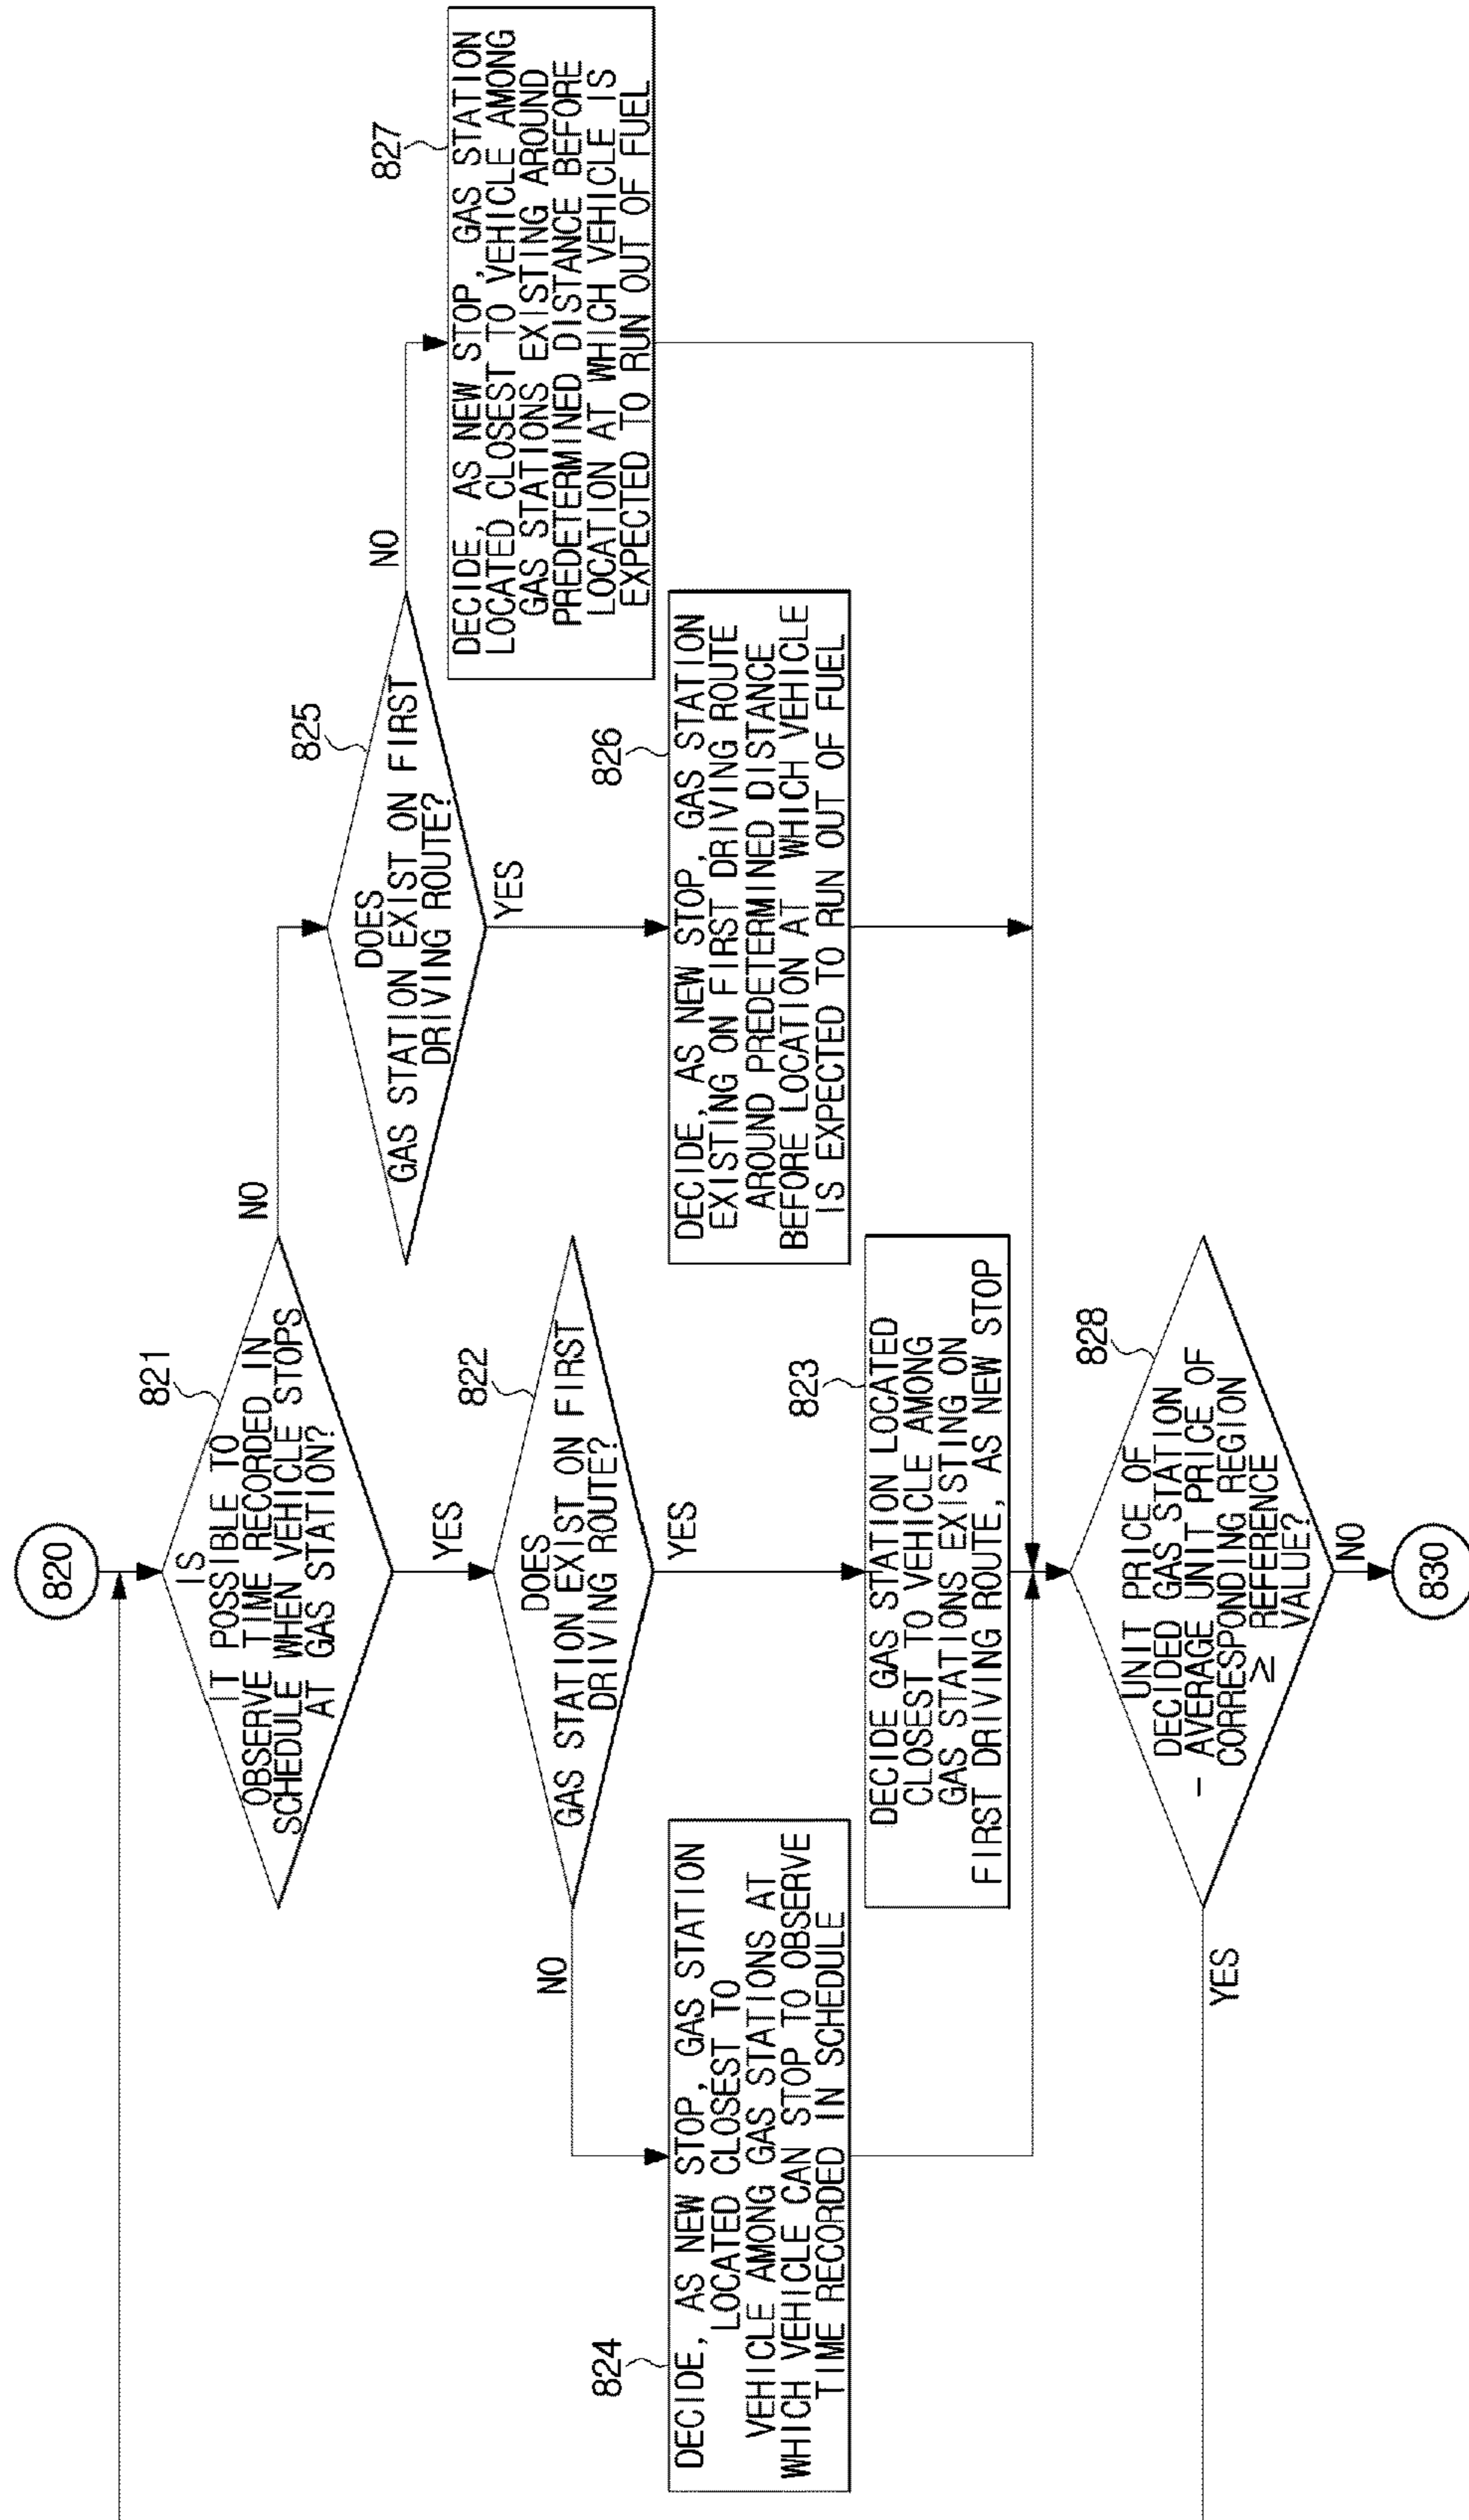 820
821
IS
IT POSSIBLE TO
OBSERVE TIME RECORDED IN
SCHEDULE WHEN VEHICLE STOPS
AT GAS STATION?
NO
YES
822
DOES
GAS STATION EXIST ON FIRST
DRIVING ROUTE?
NO
YES
825
DOES
GAS STATION EXIST ON FIRST
DRIVING ROUTE?
NO
YES
827
DECIDE, AS NEW STOP, GAS STATION
LOCATED CLOSEST TO VEHICLE AMONG
GAS STATIONS EXISTING AROUND
PREDETERMINED DISTANCE BEFORE
LOCATION AT WHICH VEHICLE IS
EXPECTED TO RUN OUT OF FUEL
824
DECIDE, AS NEW STOP, GAS STATION
LOCATED CLOSEST TO
VEHICLE AMONG GAS STATIONS AT
WHICH VEHICLE CAN STOP TO OBSERVE
TIME RECORDED IN SCHEDULE
826
DECIDE, AS NEW STOP, GAS STATION
EXISTING ON FIRST DRIVING ROUTE
AROUND PREDETERMINED DISTANCE
BEFORE LOCATION AT WHICH VEHICLE
IS EXPECTED TO RUN OUT OF FUEL
823
DECIDE GAS STATION LOCATED
CLOSEST TO VEHICLE AMONG
GAS STATIONS EXISTING ON
FIRST DRIVING ROUTE, AS NEW STOP
828
UNIT PRICE OF
DECIDED GAS STATION
- AVERAGE UNIT PRICE OF
CORRESPONDING REGION
≥ REFERENCE
VALUE?
YES
NO
830